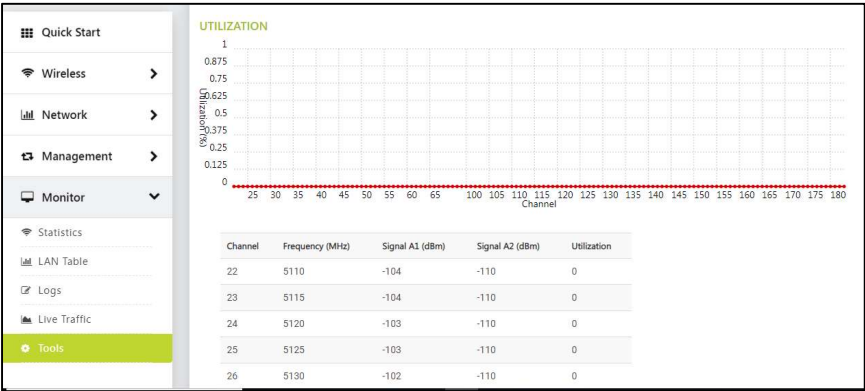 Quick Start
Wireless
Network
Management
Monitor
Statistics
LAN Table
Logs
Live Traffic
Tools
UTILIZATION
Utilization (%)
1
0.875
0.75
0.625
0.5
0.375
0.25
0.125
0
25 30 35 40 45 50 55 60 65 100 105 110 115 120 125 130 135 140 145 150 155 160 165 170 175 180
Channel
Channel Frequency (MHz) Signal A1 (dBm) Signal A2 (dBm) Utilization
22 5110 -104 -110 0
23 5115 -104 -110 0
24 5120 -103 -110 0
25 5125 -103 -110 0
26 5130 -102 -110 0